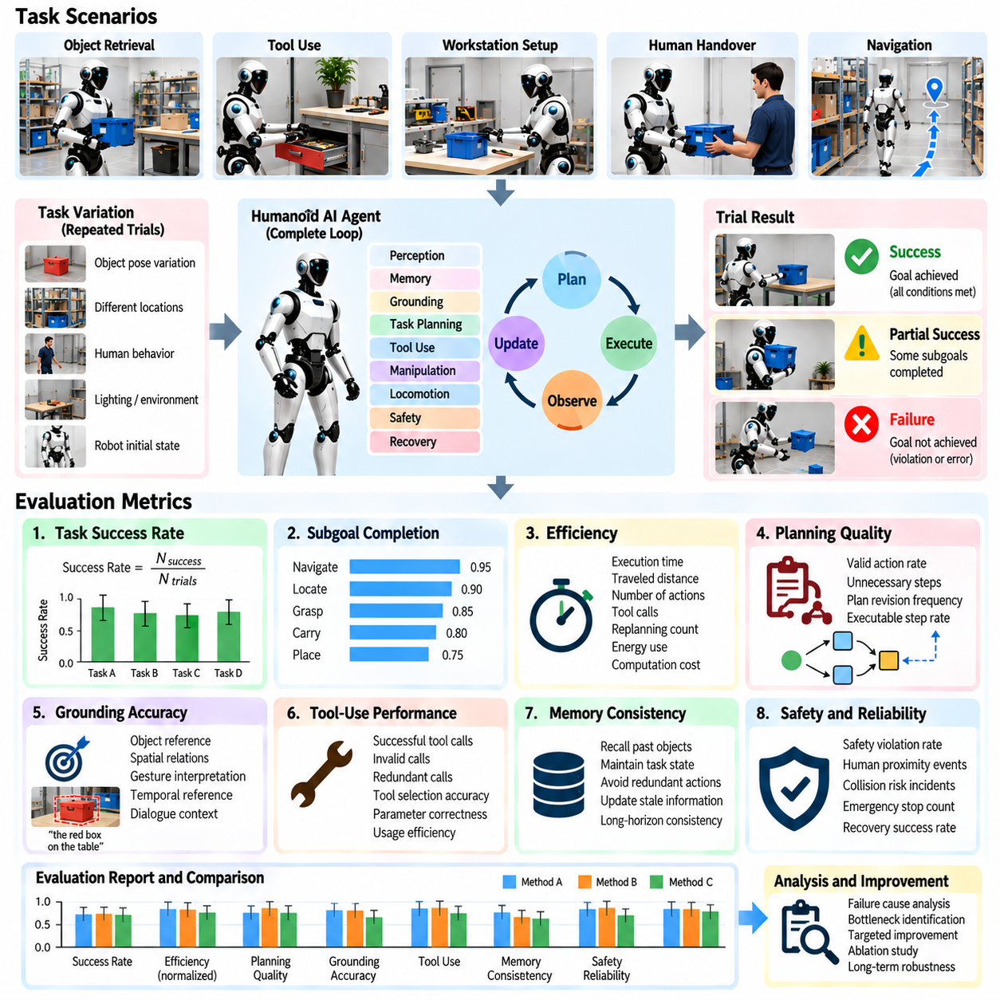 Task Scenarios
Object Retrieval
Tool Use
Workstation Setup
Human Handover
Navigation
Task Variation
(Repeated Trials)
Object pose variation
Different locations
Human behavior
Lighting / environment
Robot initial state
Humanoid AI Agent
(Complete Loop)
Perception
Memory
Grounding
Task Planning
Tool Use
Manipulation
Locomotion
Safety
Recovery
Plan
Execute
Observe
Update
Trial Result
Success
Goal achieved
(all conditions met)
Partial Success
Some subgoals
completed
Failure
Goal not achieved
(violation or error)
Evaluation Metrics
1. Task Success Rate
Success Rate = N success / N trials
Success Rate
1.0
0.5
0.0
Task A
Task B
Task C
Task D
2. Subgoal Completion
Navigate 0.95
Locate 0.90
Grasp 0.85
Carry 0.80
Place 0.75
3. Efficiency
Execution time
Traveled distance
Number of actions
Tool calls
Replanning count
Energy use
Computation cost
4. Planning Quality
Valid action rate
Unnecessary steps
Plan revision frequency
Executable step rate
5. Grounding Accuracy
Object reference
Spatial relations
Gesture interpretation
Temporal reference
Dialogue context
“the red box
on the table”
6. Tool-Use Performance
Successful tool calls
Invalid calls
Redundant calls
Tool selection accuracy
Parameter correctness
Usage efficiency
7. Memory Consistency
Recall past objects
Maintain task state
Avoid redundant actions
Update stale information
Long-horizon consistency
8. Safety and Reliability
Safety violation rate
Human proximity events
Collision risk incidents
Emergency stop count
Recovery success rate
Evaluation Report and Comparison
Method A
Method B
Method C
1.0
0.5
0.0
Success Rate
Efficiency
(normalized)
Planning
Quality
Grounding
Accuracy
Tool Use
Memory
Consistency
Safety
Reliability
Analysis and Improvement
Failure cause analysis
Bottleneck identification
Targeted improvement
Ablation study
Long-term robustness